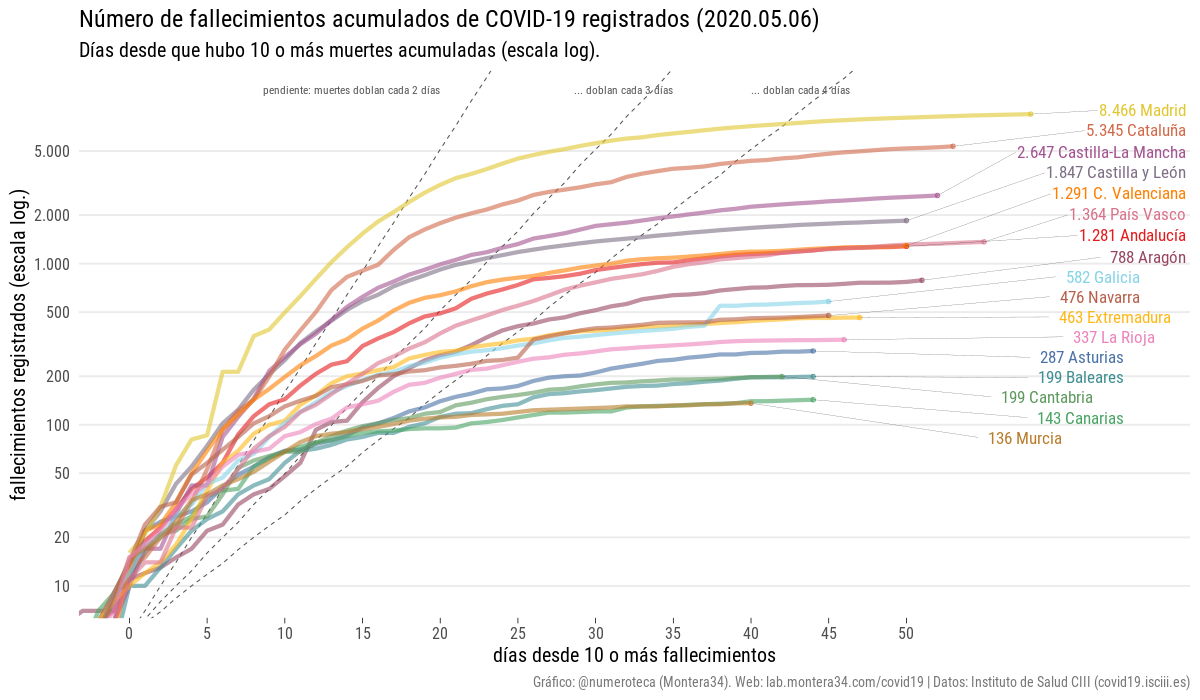 Número de fallecimientos acumulados de COVID-19 registrados (2020.05.06)
Días desde que hubo 10 o más muertes acumuladas (escala log).
pendiente: muertes doblan cada 2 días
... doblan cada 3 días
... doblan cada 4 días
fallecimientos registrados (escala log.)
5.000
2.000
1.000
500
200
100
50
20
10
8.466 Madrid
5.345 Cataluña
2.647 Castilla-La Mancha
1.847 Castilla y León
1.291 C. Valenciana
1.364 País Vasco
1.281 Andalucía
788 Aragón
582 Galicia
476 Navarra
463 Extremadura
337 La Rioja
287 Asturias
199 Baleares
199 Cantabria
143 Canarias
136 Murcia
0 5 10 15 20 25 30 35 40 45 50
días desde 10 o más fallecimientos
Gráfico: @numeroteca (Montera34). Web: lab.montera34.com/covid19 | Datos: Instituto de Salud CIII (covid19.isciii.es)